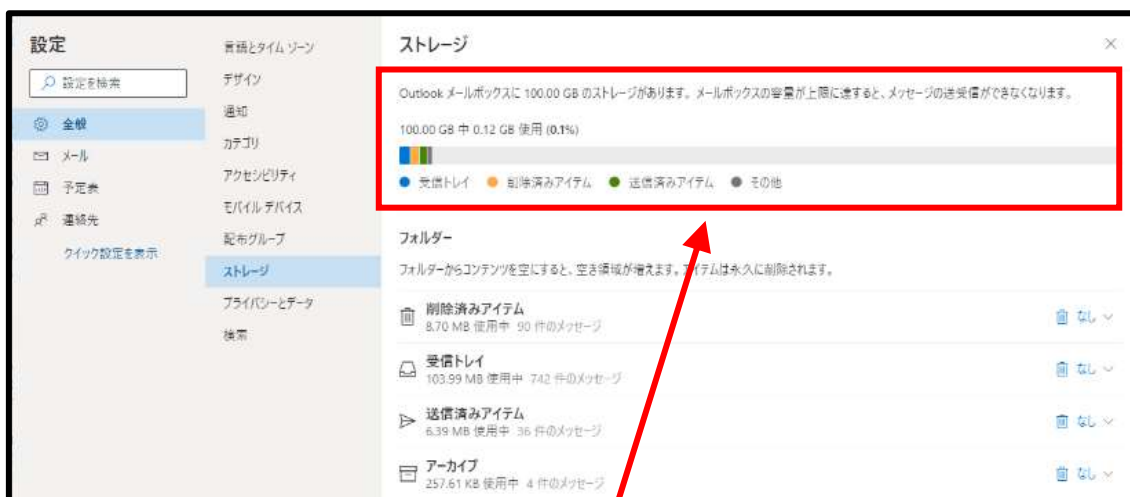 設定
設定を検索
全般
メール
予定表
連絡先
クイック設定を表示
言語とタイム ゾーン
デザイン
通知
カテゴリ
アクセシビリティ
モバイル デバイス
配布グループ
ストレージ
プライバシーとデータ
検索
ストレージ
Outlook メールボックスに 100.00 GB のストレージがあります。メールボックスの容量が上限に達すると、メッセージの送受信ができなくなります。
100.00 GB 中 0.12 GB 使用 (0.1%)
受信トレイ 削除済みアイテム 送信済みアイテム その他
フォルダー
フォルダーからコンテンツを空にすると、空き領域が増えます。アイテムは永久に削除されます。
削除済みアイテム
8.70 MB 使用中 90 件のメッセージ
なし
受信トレイ
103.99 MB 使用中 742 件のメッセージ
なし
送信済みアイテム
6.39 MB 使用中 36 件のメッセージ
なし
アーカイブ
257.61 KB 使用中 4 件のメッセージ
なし